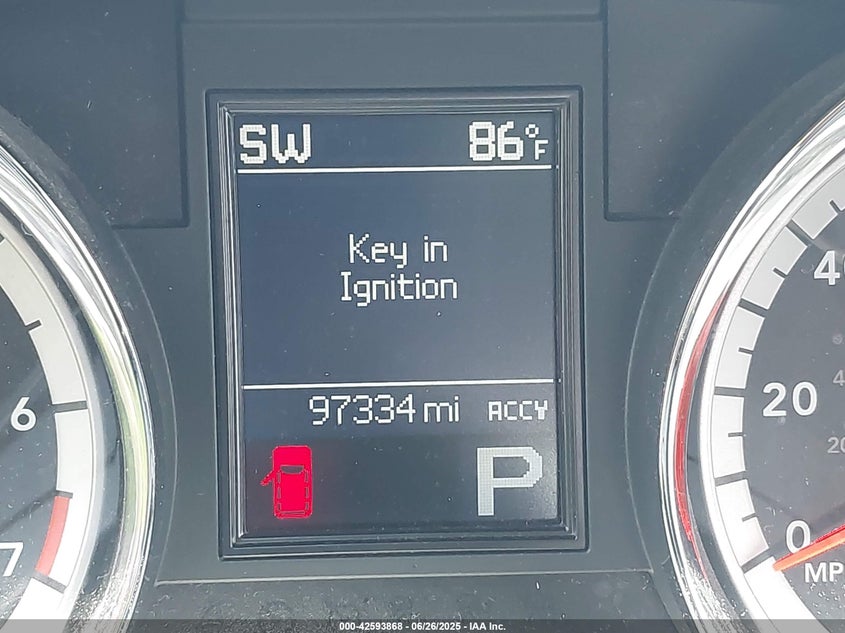 SW 86°F
Key in
Ignition
97334 mi ACCY
P
6
7
40
20
0
MP
000-42593868 - 06/26/2025 - IAA Inc.